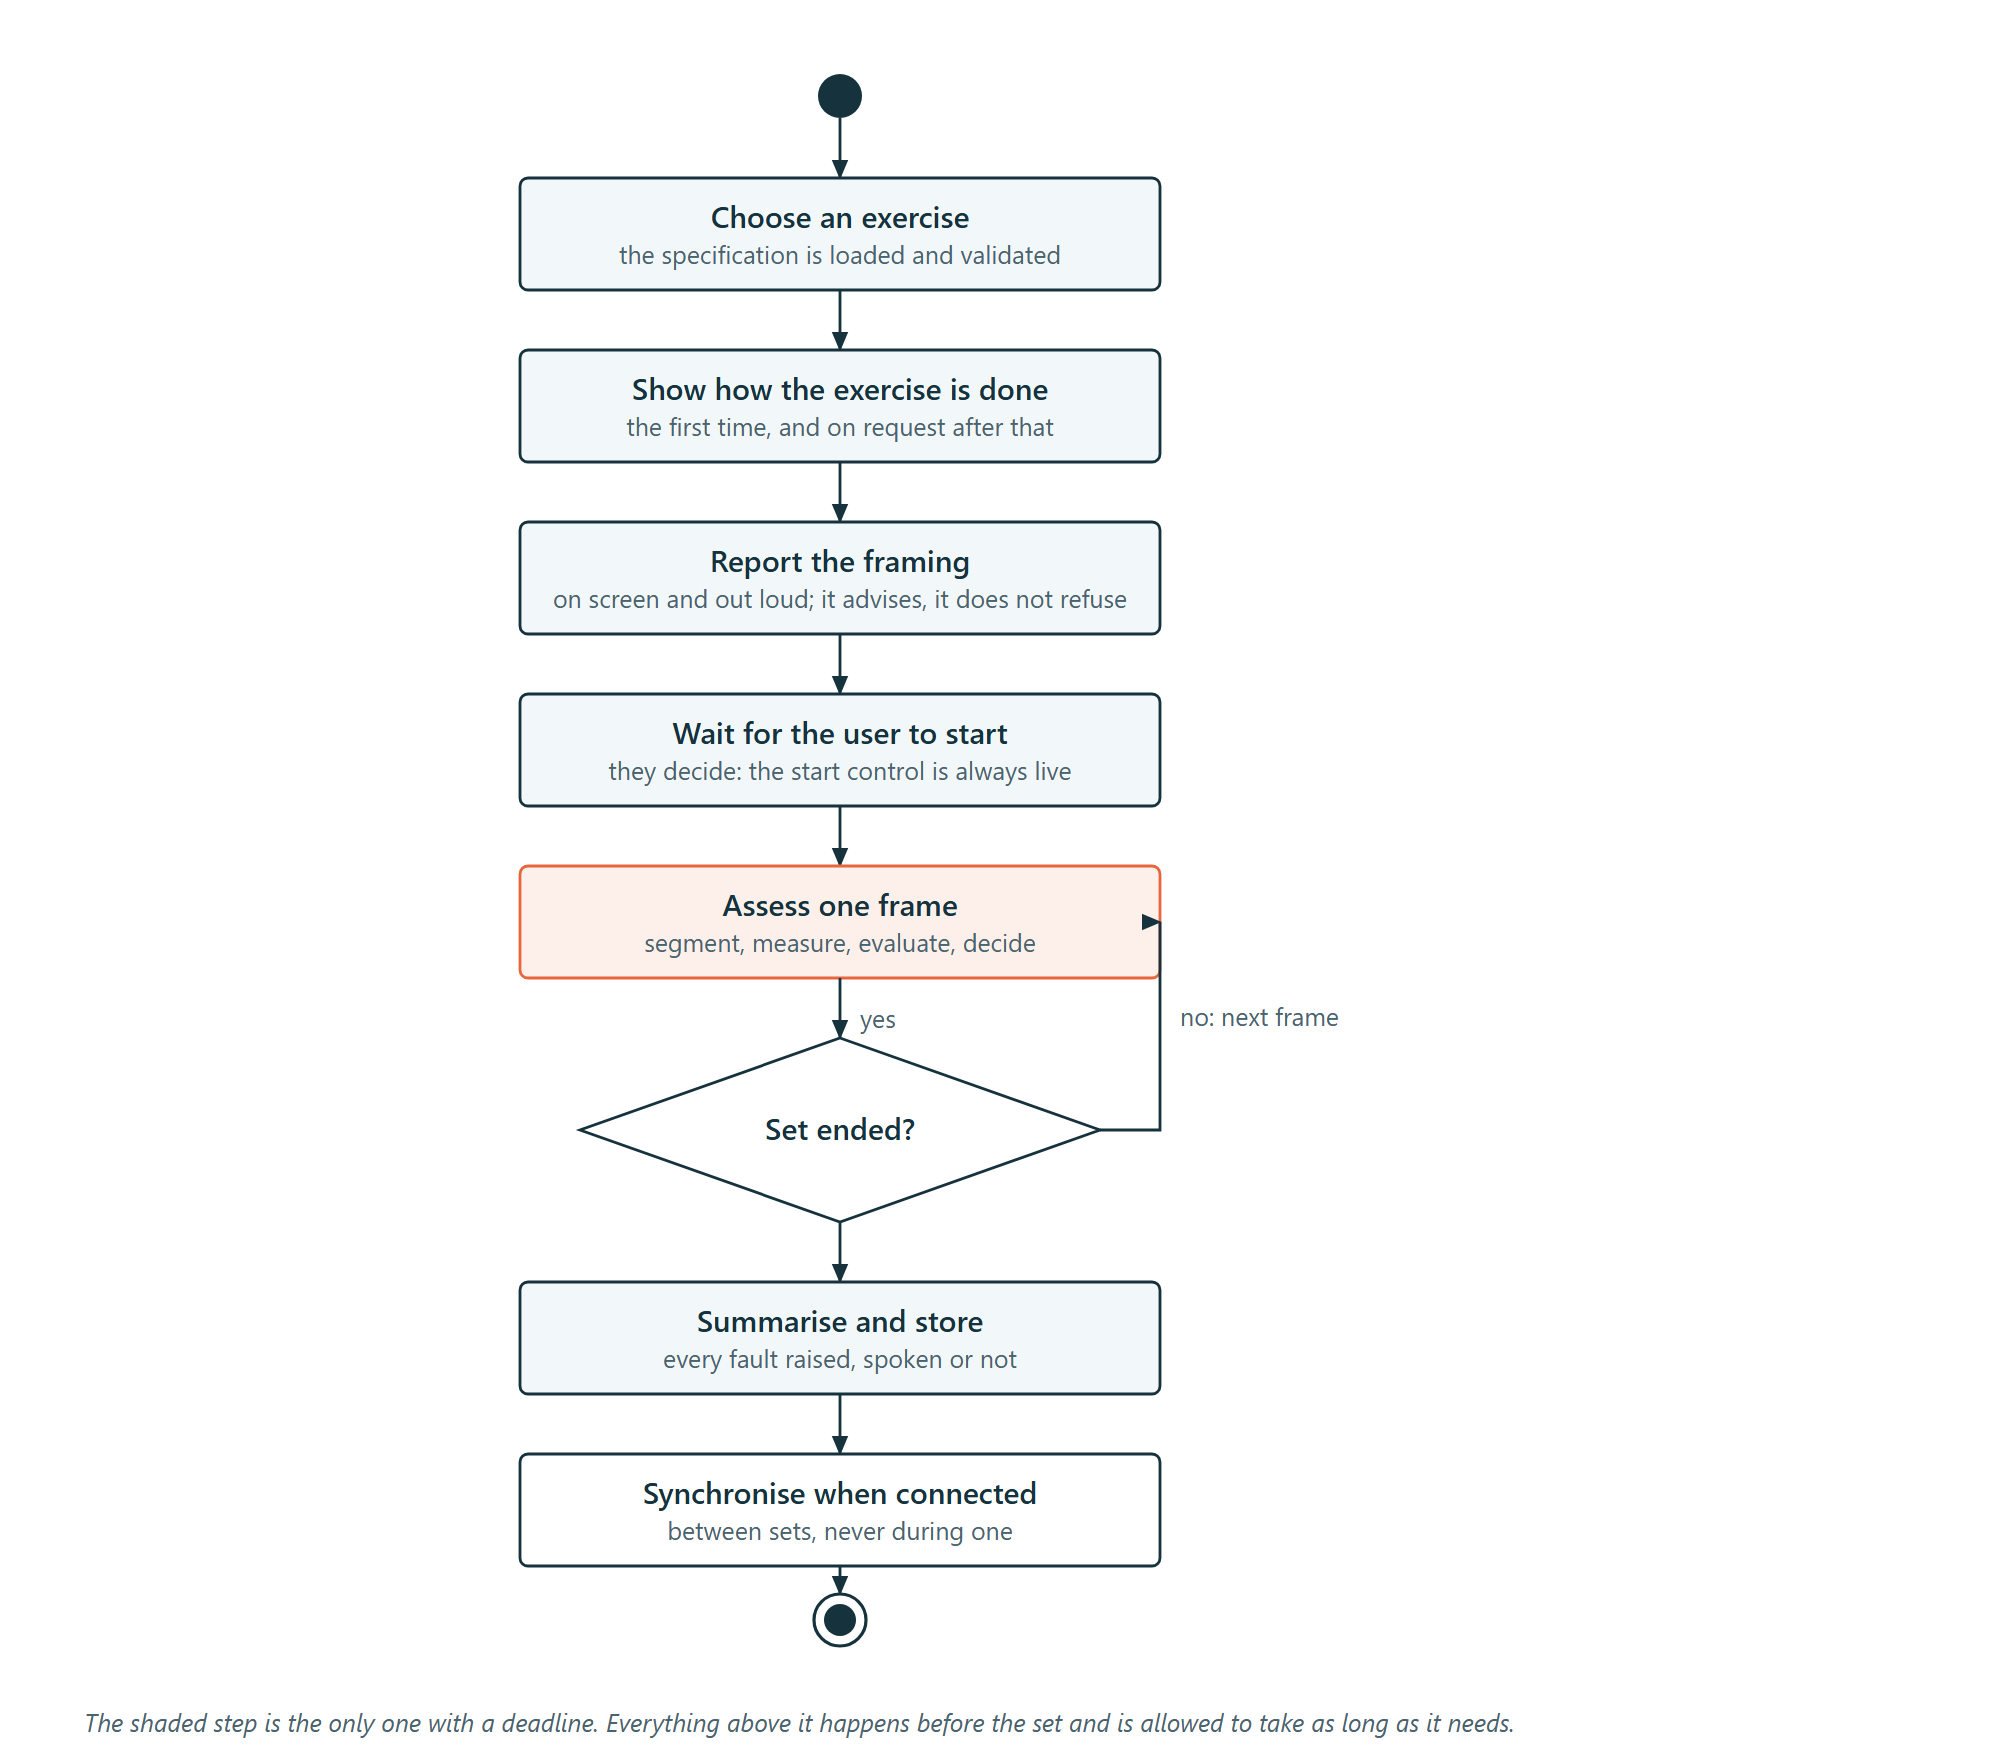 Choose an exercise
the specification is loaded and validated
Show how the exercise is done
the first time, and on request after that
Report the framing
on screen and out loud; it advises, it does not refuse
Wait for the user to start
they decide: the start control is always live
Assess one frame
segment, measure, evaluate, decide
yes
no: next frame
Set ended?
Summarise and store
every fault raised, spoken or not
Synchronise when connected
between sets, never during one
The shaded step is the only one with a deadline. Everything above it happens before the set and is allowed to take as long as it needs.